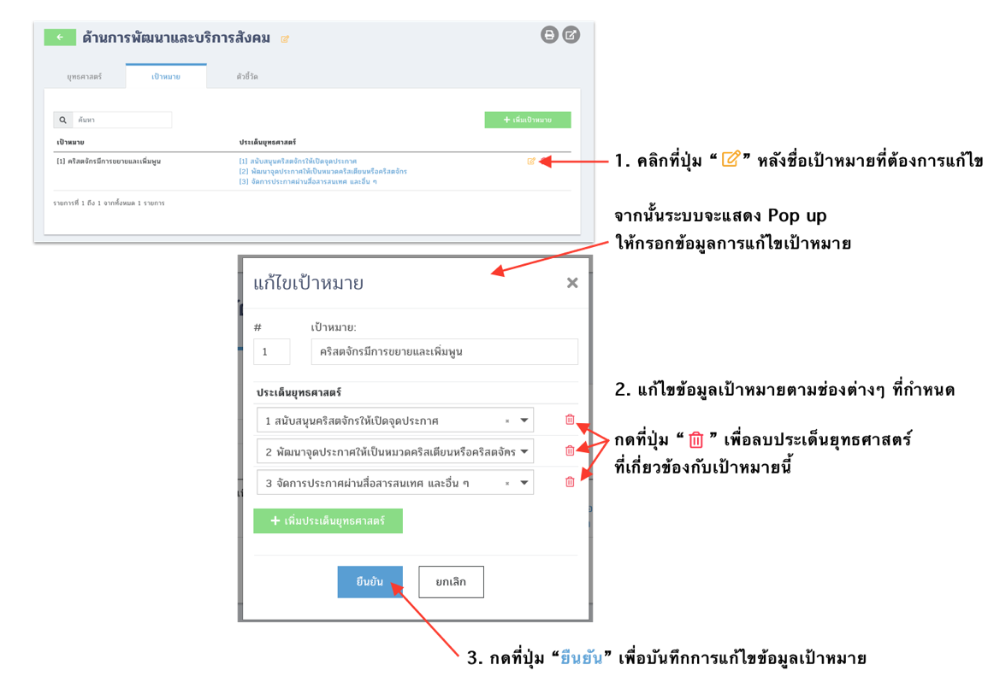 ด้านการพัฒนาและบริการสังคม
ยุทธศาสตร์ เป้าหมาย ตัวชี้วัด
ค้นหา
+ เพิ่มเป้าหมาย
เป้าหมาย ประเด็นยุทธศาสตร์
[1] คริสตจักรมีการขยายและเพิ่มพูน [1] สนับสนุนคริสตจักรให้เปิดจุดประกาศ
[2] พัฒนาจุดประกาศให้เป็นหมวดคริสเตียนหรือคริสตจักร
[3] จัดการประกาศผ่านสื่อสารสนเทศ และอื่น ๆ
รายการที่ 1 ถึง 1 จากทั้งหมด 1 รายการ
1. คลิกที่ปุ่ม “ ” หลังชื่อเป้าหมายที่ต้องการแก้ไข
จากนั้นระบบจะแสดง Pop up
ให้กรอกข้อมูลการแก้ไขเป้าหมาย
แก้ไขเป้าหมาย ×
# เป้าหมาย:
1 คริสตจักรมีการขยายและเพิ่มพูน
ประเด็นยุทธศาสตร์
1 สนับสนุนคริสตจักรให้เปิดจุดประกาศ ×
2 พัฒนาจุดประกาศให้เป็นหมวดคริสเตียนหรือคริสตจักร
3 จัดการประกาศผ่านสื่อสารสนเทศ และอื่น ๆ ×
+ เพิ่มประเด็นยุทธศาสตร์
ยืนยัน ยกเลิก
2. แก้ไขข้อมูลเป้าหมายตามช่องต่างๆ ที่กำหนด
กดที่ปุ่ม “ ” เพื่อลบประเด็นยุทธศาสตร์
ที่เกี่ยวข้องกับเป้าหมายนี้
3. กดที่ปุ่ม “ยืนยัน” เพื่อบันทึกการแก้ไขข้อมูลเป้าหมาย